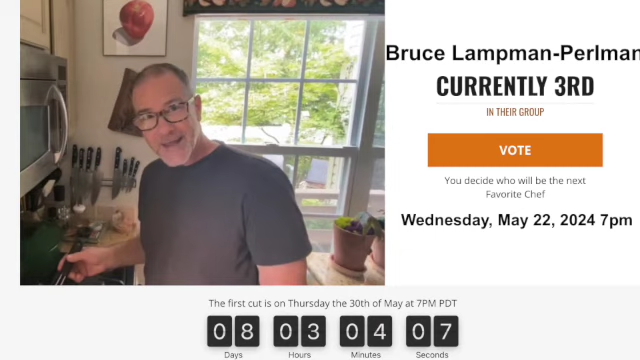 Bruce Lampman-Perlman
CURRENTLY 3RD
IN THEIR GROUP
VOTE
You decide who will be the next
Favorite Chef
Wednesday, May 22, 2024 7pm
The first cut is on Thursday the 30th of May at 7PM PDT
08 03 04 07
Days Hours Minutes Seconds